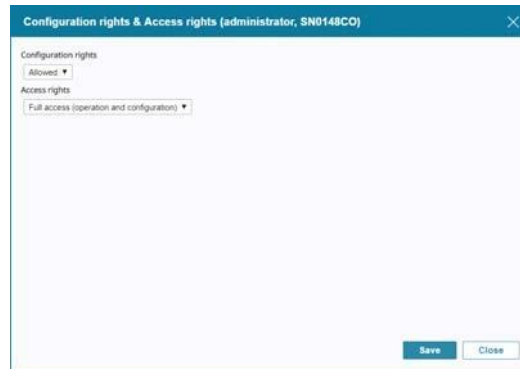 Configuration rights & Access rights (administrator, SN0148CO)
Configuration rights
Allowed
Access rights
Full access (operation and configuration)
Save
Close